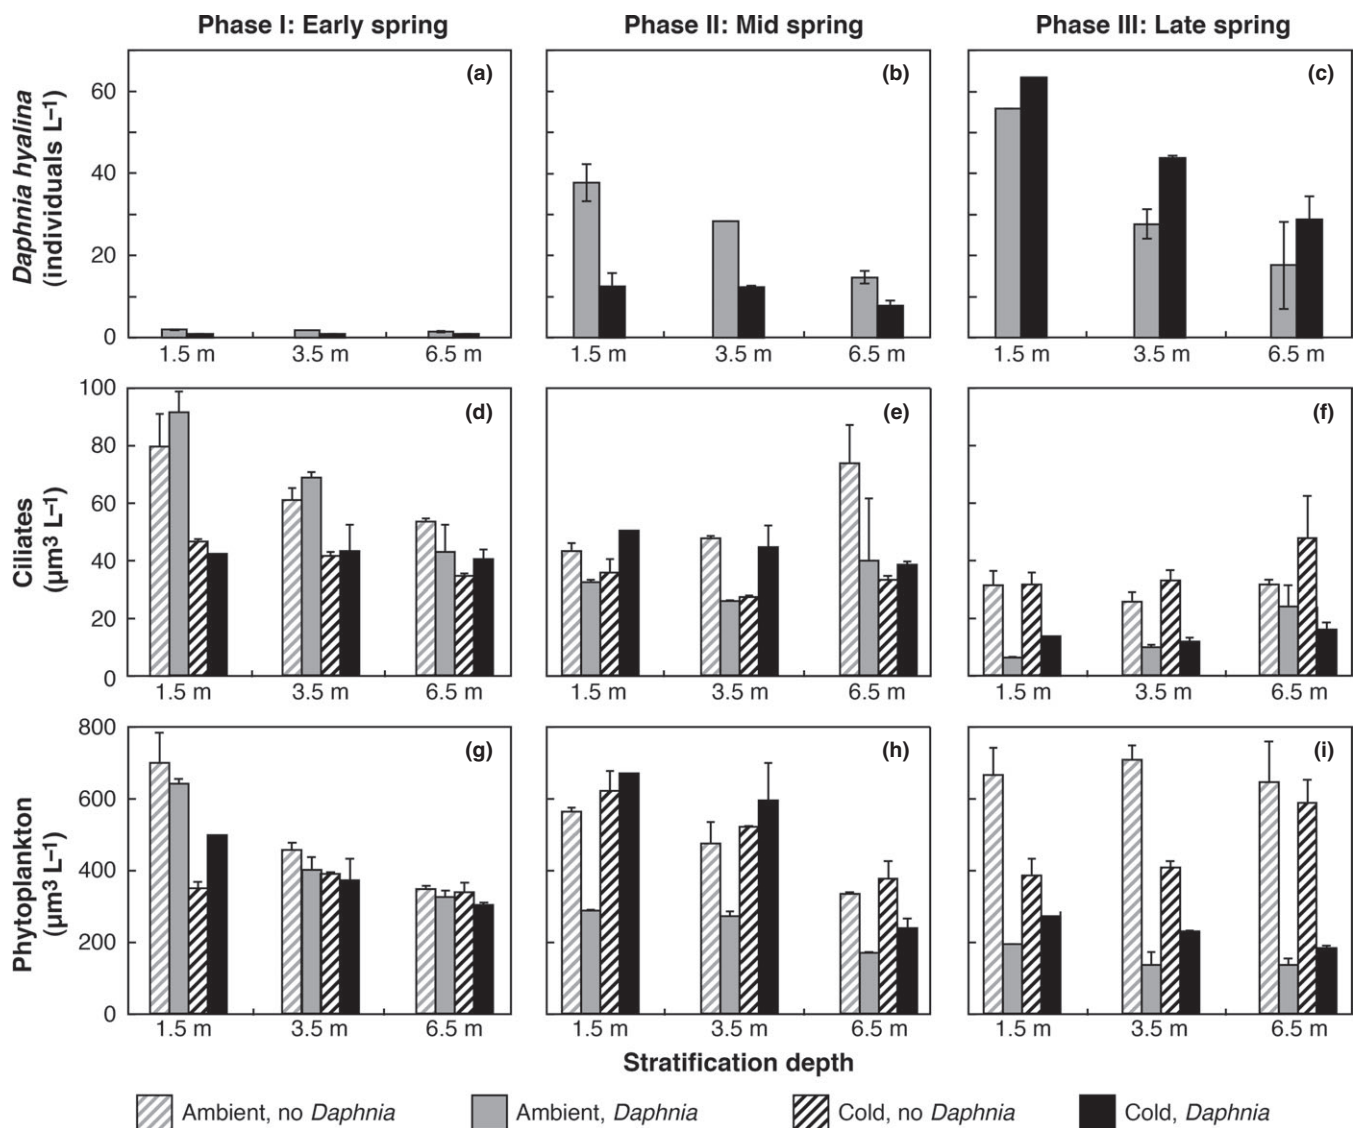 Phase I: Early spring
Phase II: Mid spring
Phase III: Late spring
Daphnia hyalina
(individuals L–1)
60
40
20
0
(a)
1.5 m 3.5 m 6.5 m
(b)
1.5 m 3.5 m 6.5 m
(c)
1.5 m 3.5 m 6.5 m
Ciliates
(µm³ L–1)
100
80
60
40
20
0
(d)
1.5 m 3.5 m 6.5 m
(e)
1.5 m 3.5 m 6.5 m
(f)
1.5 m 3.5 m 6.5 m
Phytoplankton
(µm³ L–1)
800
600
400
200
0
(g)
1.5 m 3.5 m 6.5 m
(h)
1.5 m 3.5 m 6.5 m
(i)
1.5 m 3.5 m 6.5 m
Stratification depth
Ambient, no Daphnia
Ambient, Daphnia
Cold, no Daphnia
Cold, Daphnia